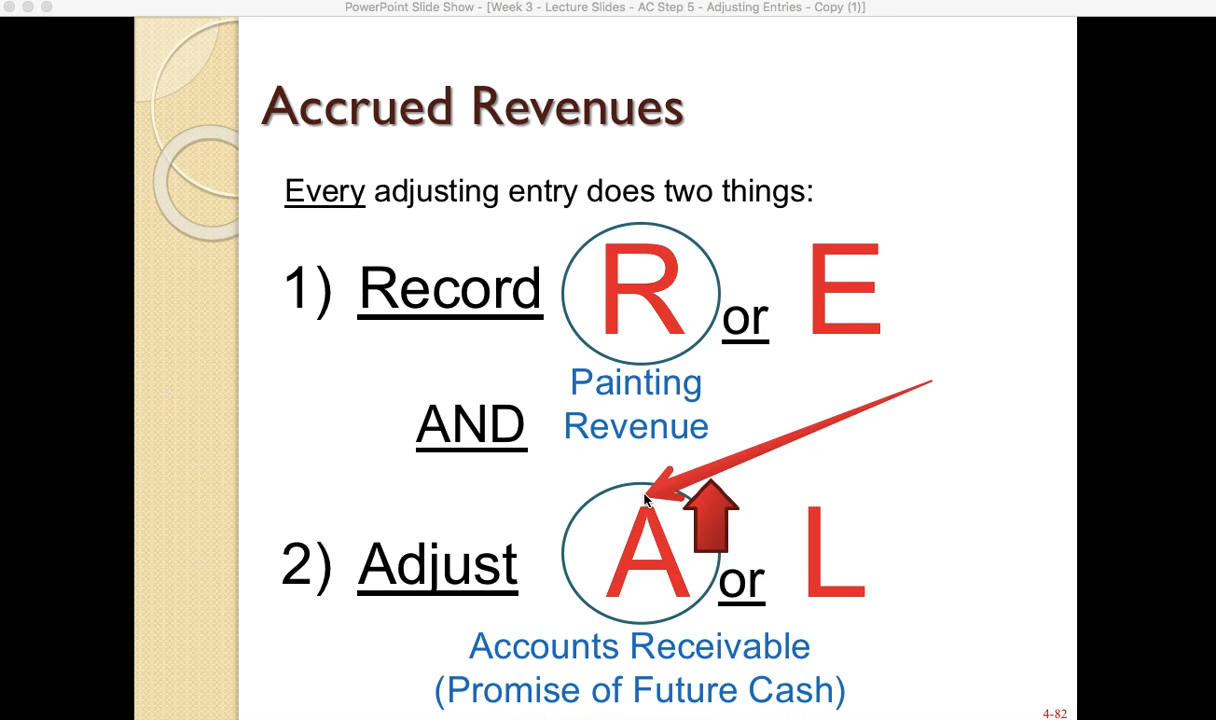 PowerPoint Slide Show - [Week 3 - Lecture Slides - AC Step 5 - Adjusting Entries - Copy (1)]
Accrued Revenues
Every adjusting entry does two things:
1) Record R or E
Painting
Revenue
AND
2) Adjust A or L
Accounts Receivable
(Promise of Future Cash)
4-82